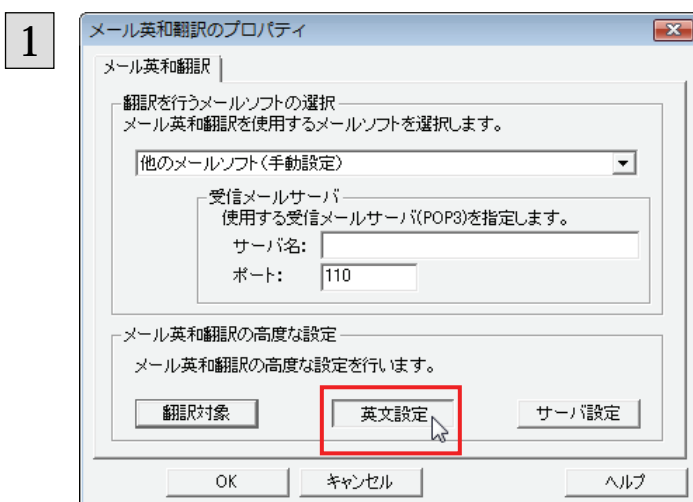 1
メール英和翻訳のプロパティ
メール英和翻訳
翻訳を行うメールソフトの選択
メール英和翻訳を使用するメールソフトを選択します。
他のメールソフト(手動設定)
受信メールサーバ
使用する受信メールサーバ(POP3)を指定します。
サーバ名:
ポート: 110
メール英和翻訳の高度な設定
メール英和翻訳の高度な設定を行います。
翻訳対象 英文設定 サーバ設定
OK キャンセル ヘルプ